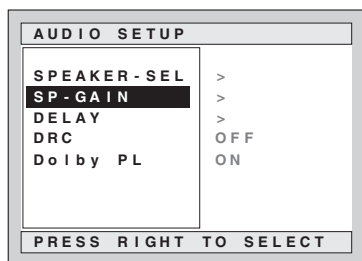 AUDIO SETUP
SPEAKER-SEL >
SP-GAIN >
DELAY >
DRC OFF
Dolby PL ON
PRESS RIGHT TO SELECT